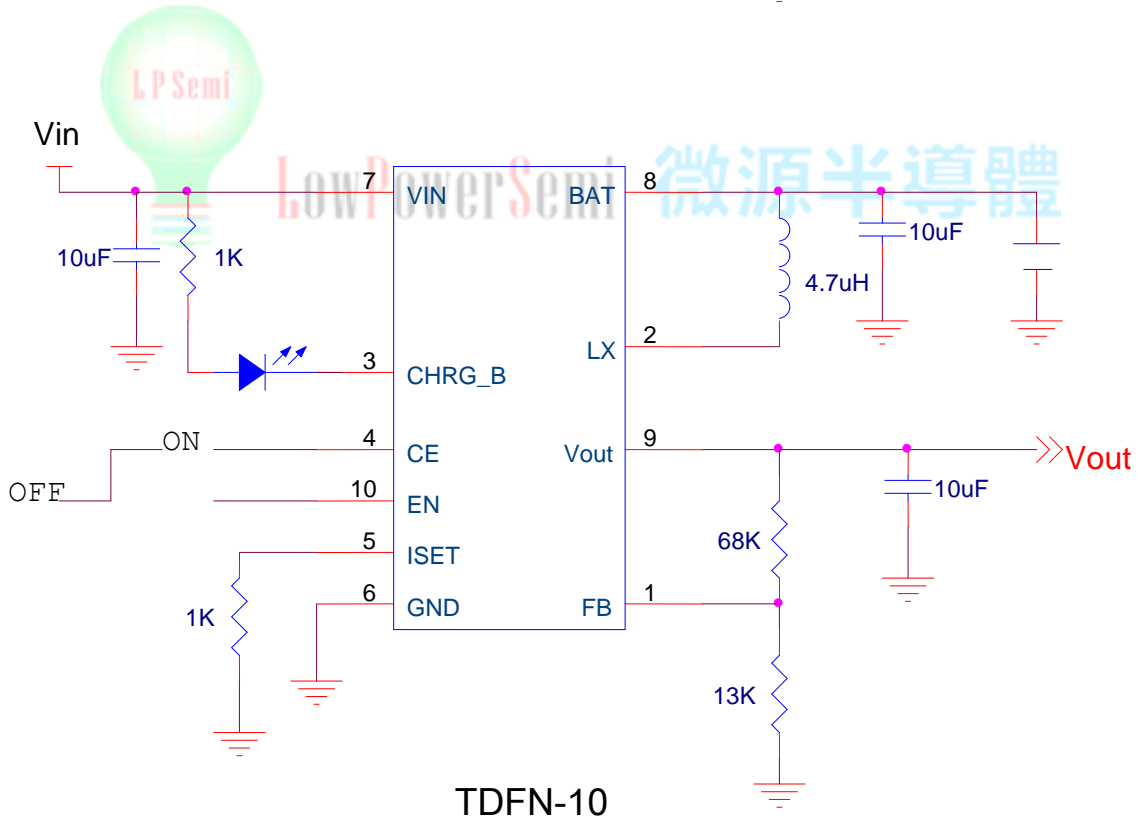 L P Semi
Vin
LowPowerSemi 微源半導體
7
VIN
BAT
8
10uF
1K
10uF
4.7uH
2
LX
3
CHRG_B
ON
4
CE
Vout
9
Vout
OFF
10
EN
10uF
5
ISET
68K
1K
6
GND
FB
1
13K
TDFN-10